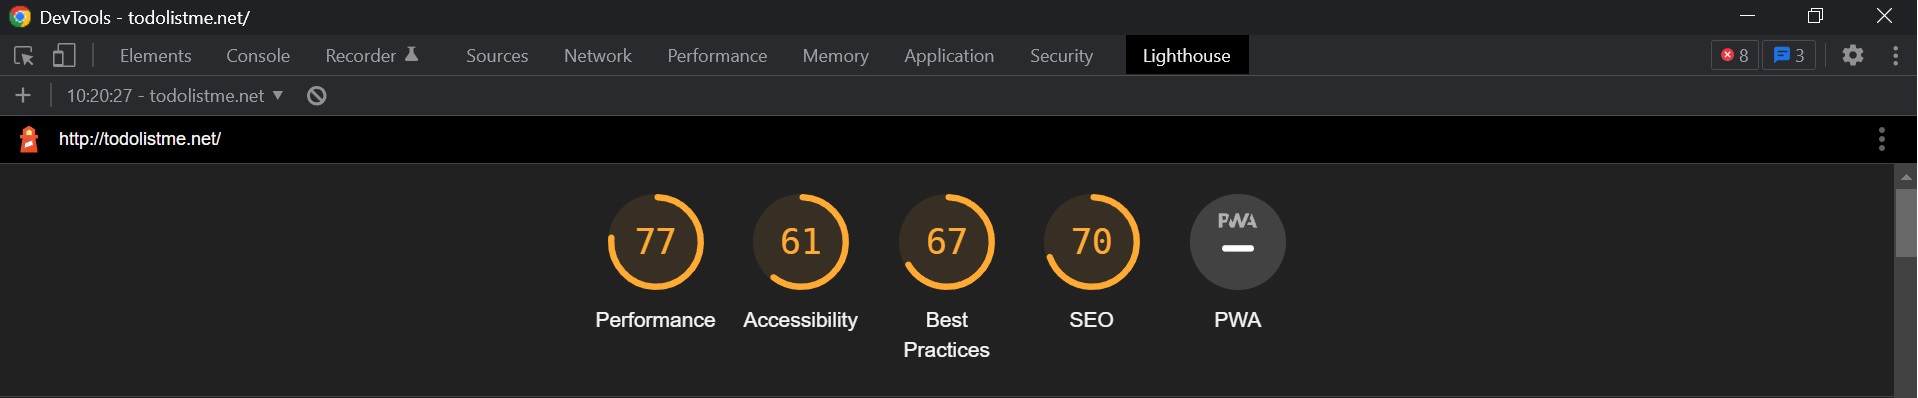 DevTools - todolistme.net/
Elements Console Recorder Sources Network Performance Memory Application Security Lighthouse 8 3
10:20:27 - todolistme.net
http://todolistme.net/
77 61 67 70 PWA
Performance Accessibility Best Practices SEO PWA